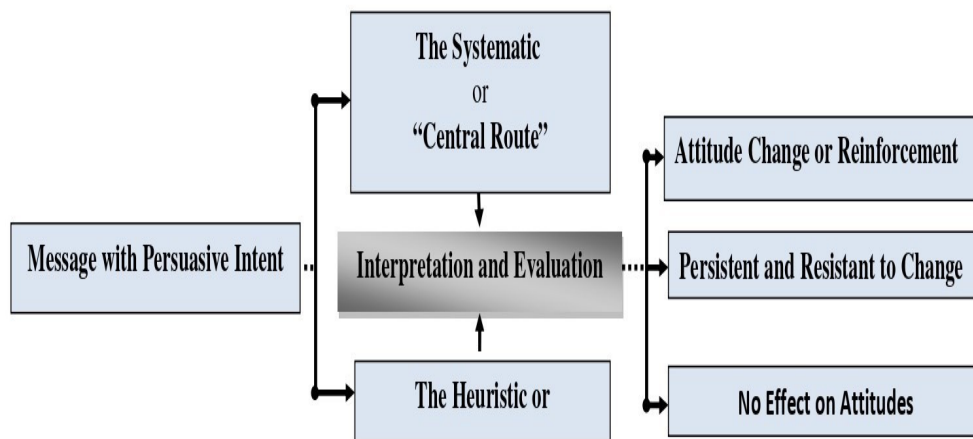 The Systematic
or
“Central Route”
Message with Persuasive Intent
Interpretation and Evaluation
The Heuristic or
Attitude Change or Reinforcement
Persistent and Resistant to Change
No Effect on Attitudes